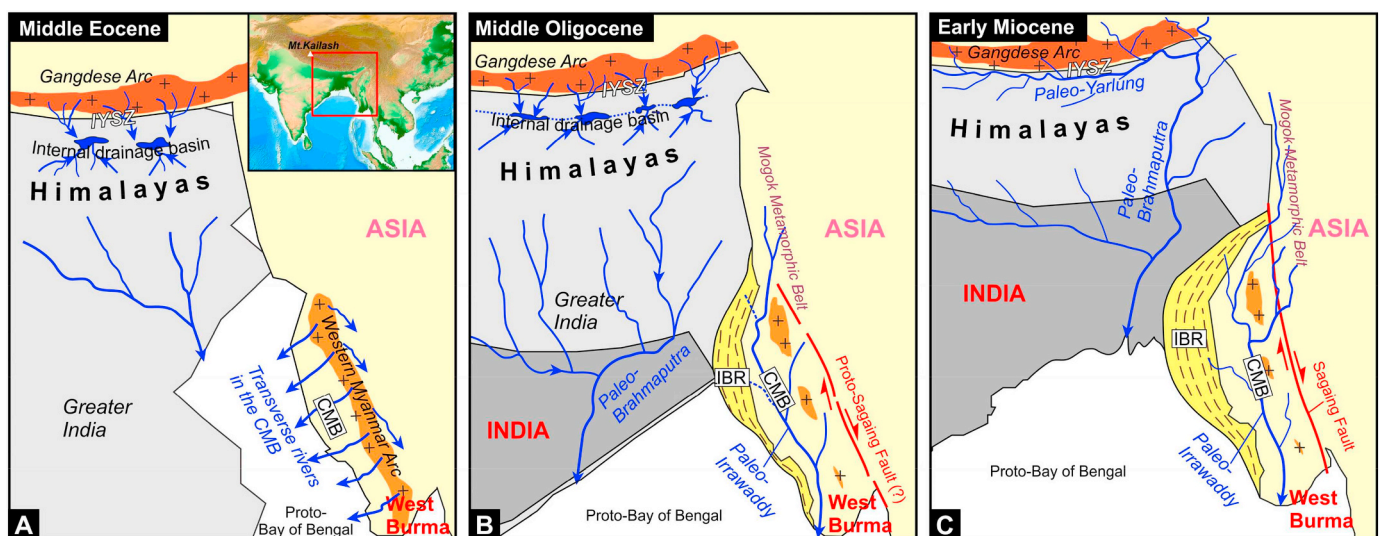 Middle Eocene
Mt.Kailash
Gangdese Arc
IYSZ
Internal drainage basin
Himalayas
ASIA
Greater
India
Western Myanmar Arc
CMB
Transverse rivers
in the CMB
Proto-
Bay of Bengal
West
Burma
A
Middle Oligocene
Gangdese Arc
IYSZ
Internal drainage basin
Himalayas
Mogok Metamorphic Belt
ASIA
Greater
India
IBR
CMB
Paleo-
Brahmaputra
INDIA
Proto-Sagaing Fault (?)
Paleo-
Irrawaddy
Proto-Bay of Bengal
West
Burma
B
Early Miocene
Gangdese Arc
IYSZ
Paleo-Yarlung
Himalayas
Mogok Metamorphic Belt
Paleo-
Brahmaputra
ASIA
INDIA
IBR
CMB
Sagaing Fault
Paleo-
Irrawaddy
Proto-Bay of Bengal
West
Burma
C